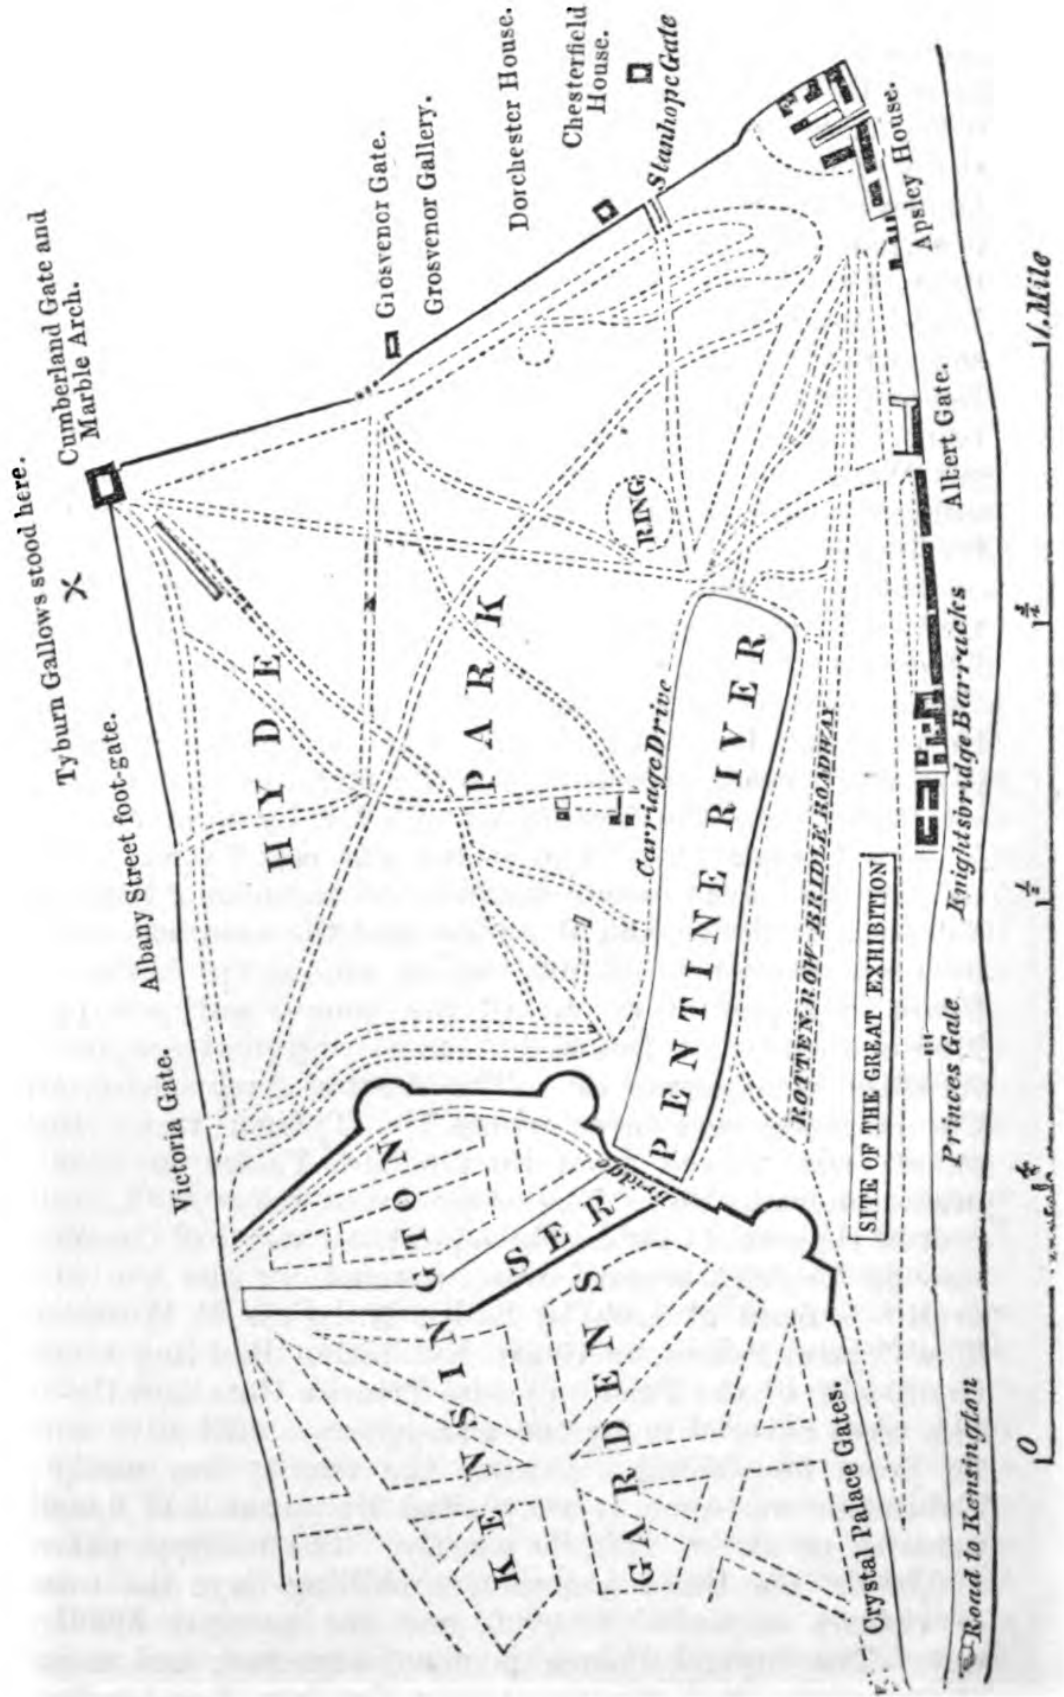 Tyburn Gallows stood here.
Cumberland Gate and
Marble Arch.
Albany Street foot-gate.
Victoria Gate.
Grosvenor Gate.
Grosvenor Gallery.
Dorchester House.
Chesterfield
House.
Stanhope Gate
HYDE
PARK
RING
KENSINGTON
GARDENS
SERPENTINE RIVER
Bridge
Carriage Drive
ROTTEN ROW BRIDLE ROADWAY
SITE OF THE GREAT EXHIBITION
Apsley House.
Albert Gate.
Knightsbridge Barracks
Princes Gate
Crystal Palace Gates.
Road to Kensington
0
¼
½
¾
1 Mile